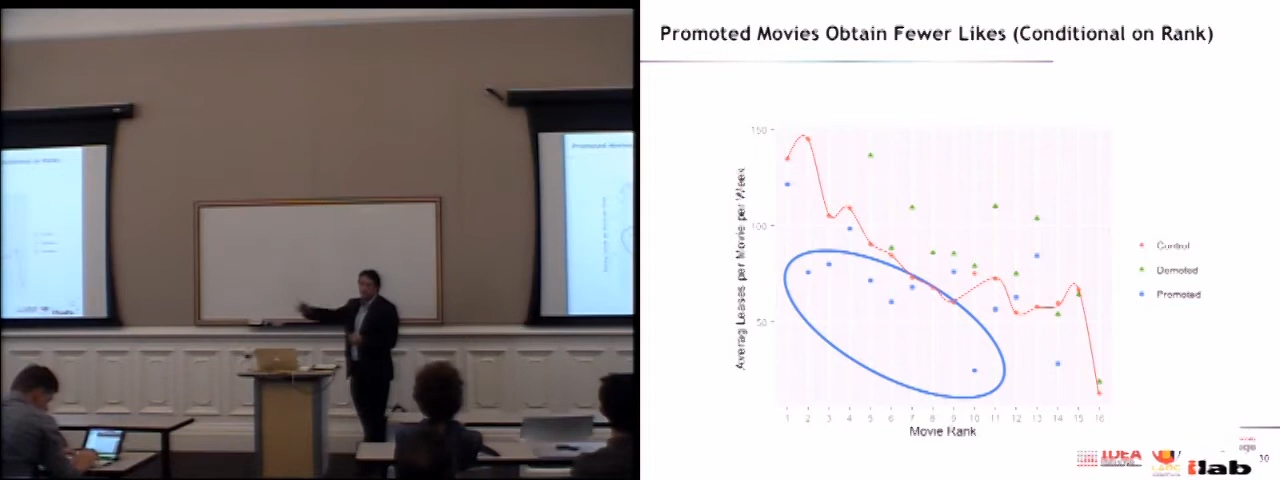 Promoted Movies Obtain Fewer Likes (Conditional on Rank)
150
100
50
Averag Leases per Movie per Week
1 2 3 4 5 6 7 8 9 10 11 12 13 14 15 16
Movie Rank
Control
Demoted
Promoted
IDEA
ilab
30